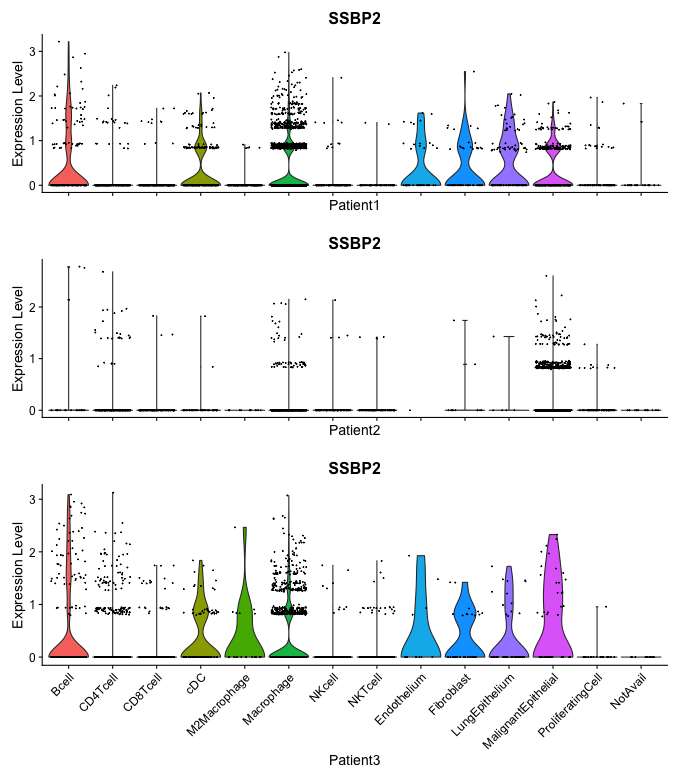 SSBP2
Expression Level
3
2
1
0
Patient1
SSBP2
Expression Level
2
1
0
Patient2
SSBP2
Expression Level
3
2
1
0
Bcell
CD4Tcell
CD8Tcell
cDC
M2Macrophage
Macrophage
NKcell
NKTcell
Endothelium
Fibroblast
LungEpithelium
MalignantEpithelial
ProliferatingCell
NotAvail
Patient3